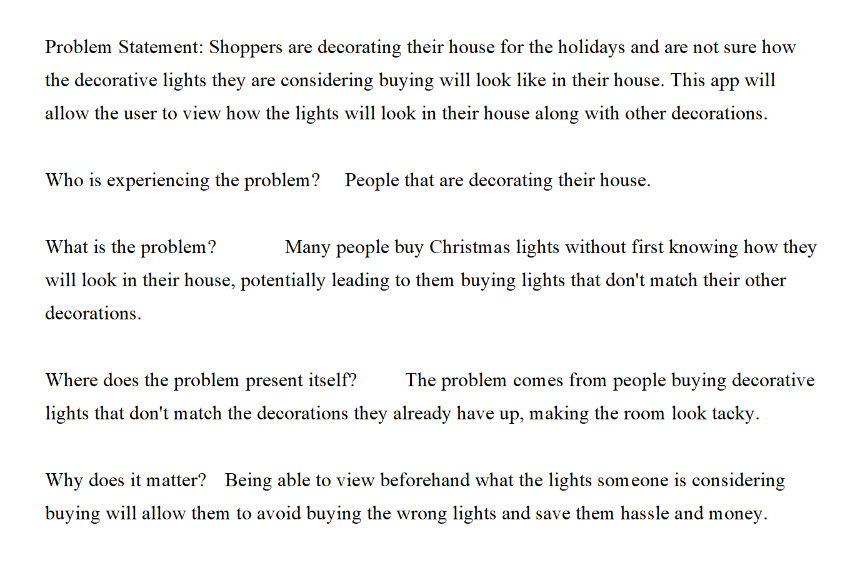 Problem Statement: Shoppers are decorating their house for the holidays and are not sure how
the decorative lights they are considering buying will look like in their house. This app will
allow the user to view how the lights will look in their house along with other decorations.
Who is experiencing the problem? People that are decorating their house.
What is the problem? Many people buy Christmas lights without first knowing how they
will look in their house, potentially leading to them buying lights that don't match their other
decorations.
Where does the problem present itself? The problem comes from people buying decorative
lights that don't match the decorations they already have up, making the room look tacky.
Why does it matter? Being able to view beforehand what the lights someone is considering
buying will allow them to avoid buying the wrong lights and save them hassle and money.